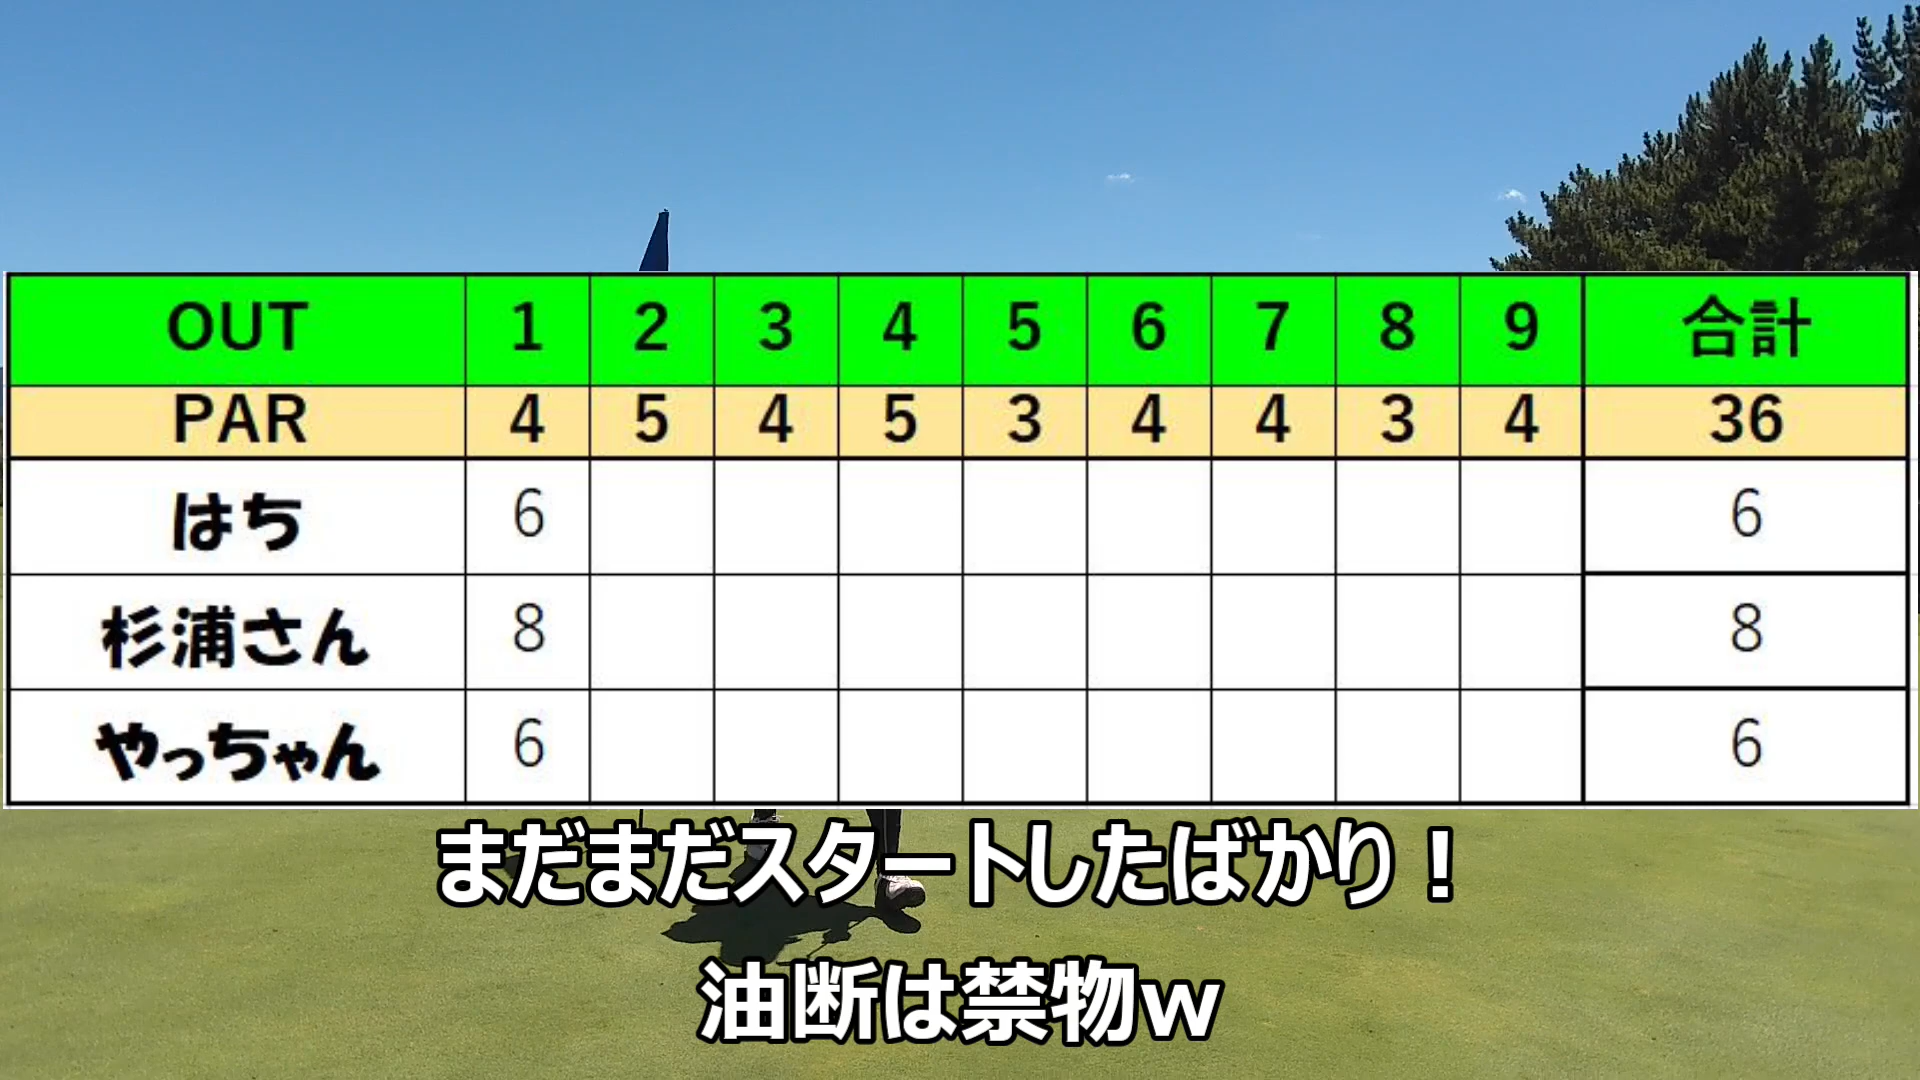 OUT 1 2 3 4 5 6 7 8 9 合計
PAR 4 5 4 5 3 4 4 3 4 36
はち 6 6
杉浦さん 8 8
やっちゃん 6 6
まだまだスタートしたばかり！
油断は禁物w